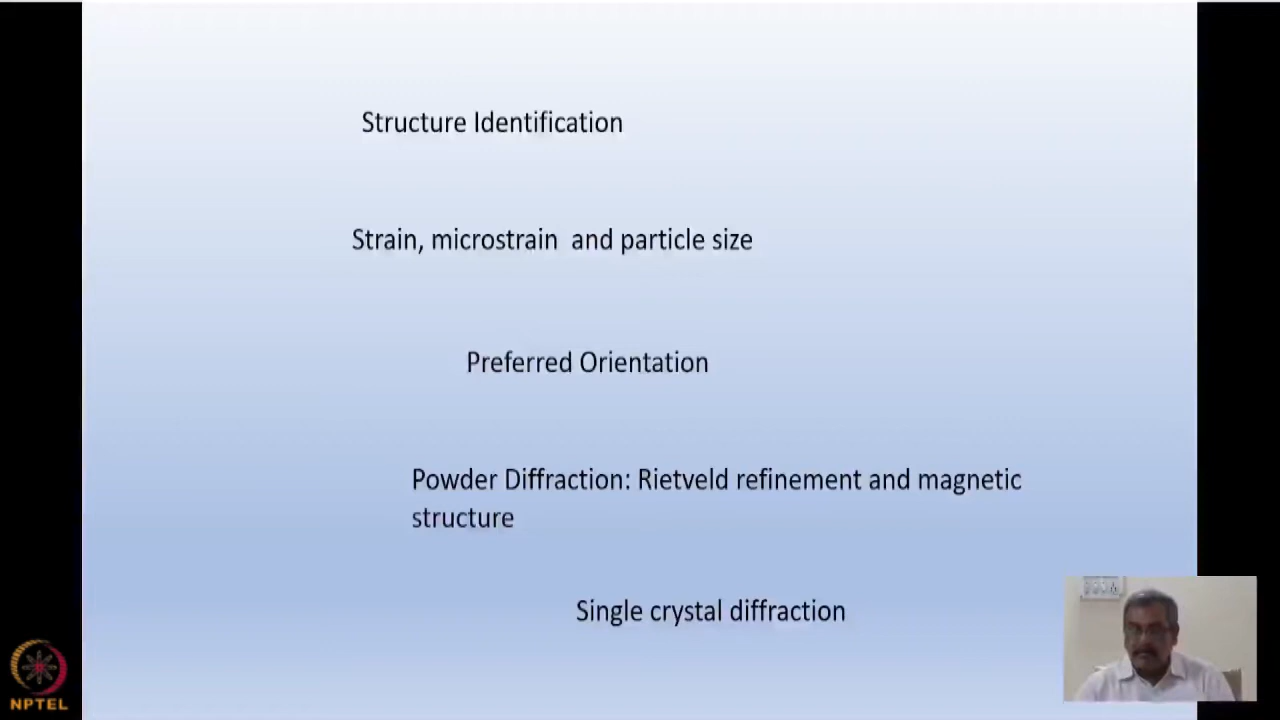 Structure Identification
Strain, microstrain and particle size
Preferred Orientation
Powder Diffraction: Rietveld refinement and magnetic
structure
Single crystal diffraction
NPTEL